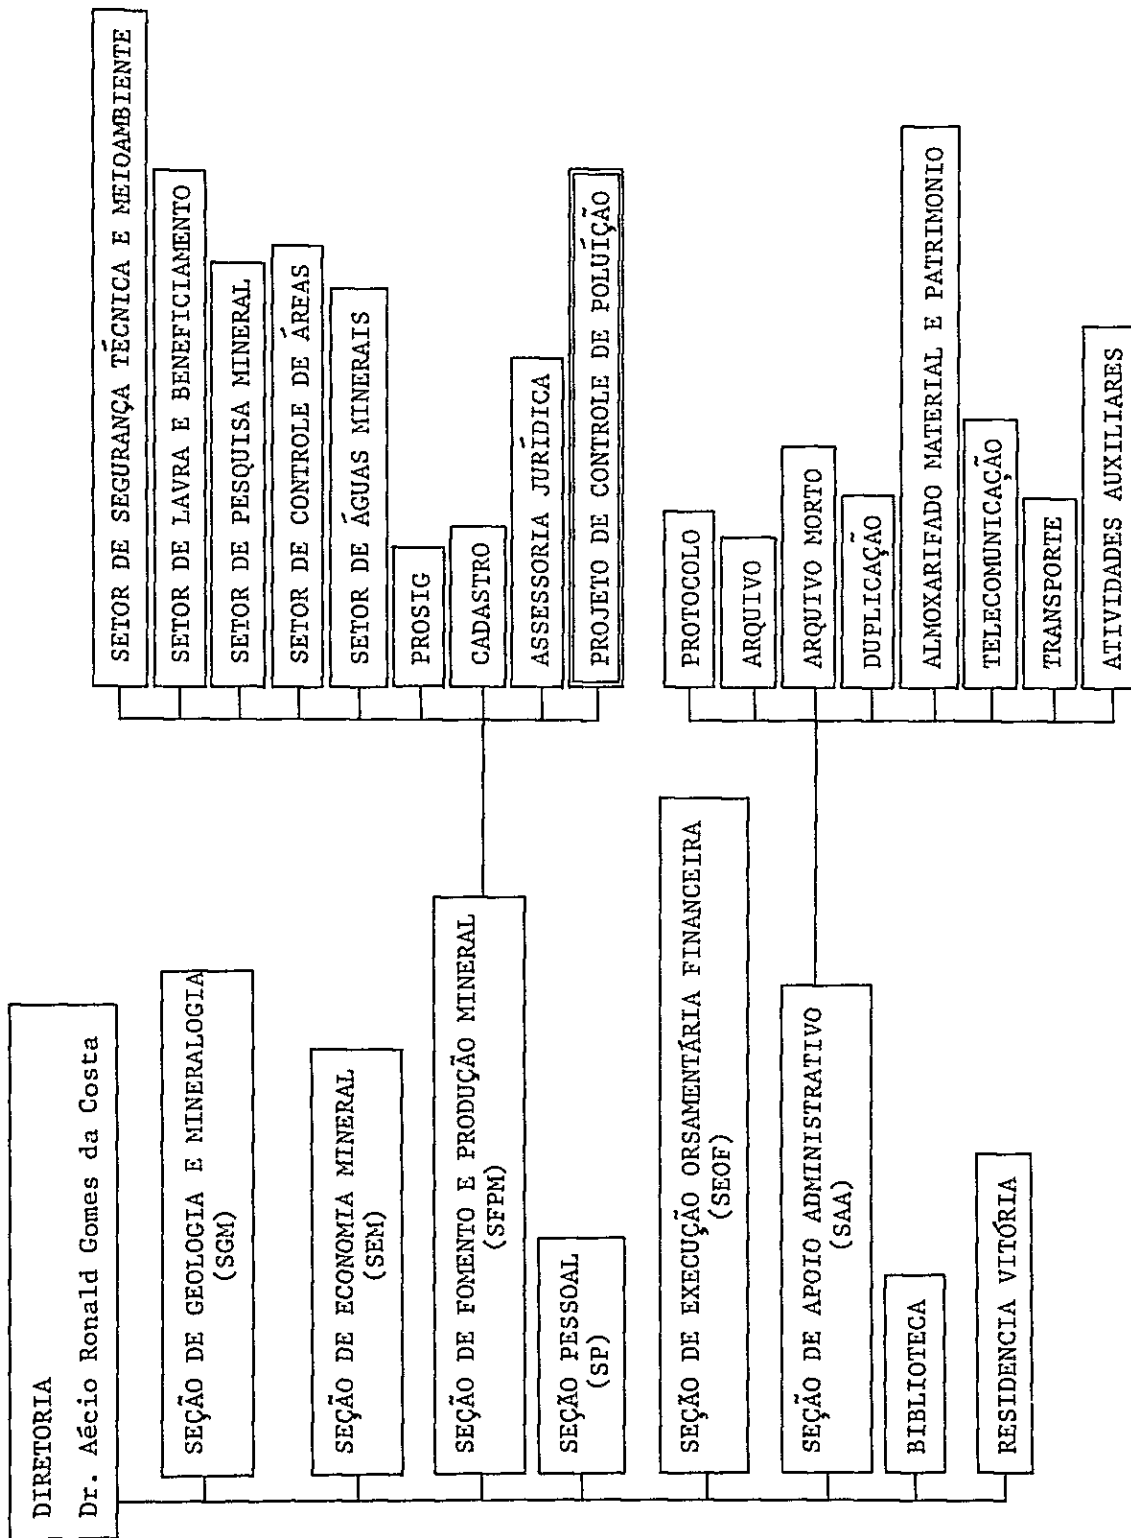 DIRETORIA
Dr. Aécio Ronald Gomes da Costa
SEÇÃO DE GEOLOGIA E MINERALOGIA
(SGM)
SEÇÃO DE ECONOMIA MINERAL
(SEM)
SEÇÃO DE FOMENTO E PRODUÇÃO MINERAL
(SFPM)
SETOR DE SEGURANÇA TÉCNICA E MEIOAMBIENTE
SETOR DE LAVRA E BENEFICIAMENTO
SETOR DE PESQUISA MINERAL
SETOR DE CONTROLE DE ÁREAS
SETOR DE ÁGUAS MINERAIS
PROSIG
CADASTRO
ASSESSORIA JURÍDICA
PROJETO DE CONTROLE DE POLUÍÇÃO
SEÇÃO PESSOAL
(SP)
SEÇÃO DE EXECUÇÃO ORSAMENTÁRIA FINANCEIRA
(SEOF)
SEÇÃO DE APOIO ADMINISTRATIVO
(SAA)
PROTOCOLO
ARQUIVO
ARQUIVO MORTO
DUPLICAÇÃO
ALMOXARIFADO MATERIAL E PATRIMONIO
TELECOMUNICAÇÃO
TRANSPORTE
ATIVIDADES AUXILIARES
BIBLIOTECA
RESIDENCIA VITÓRIA